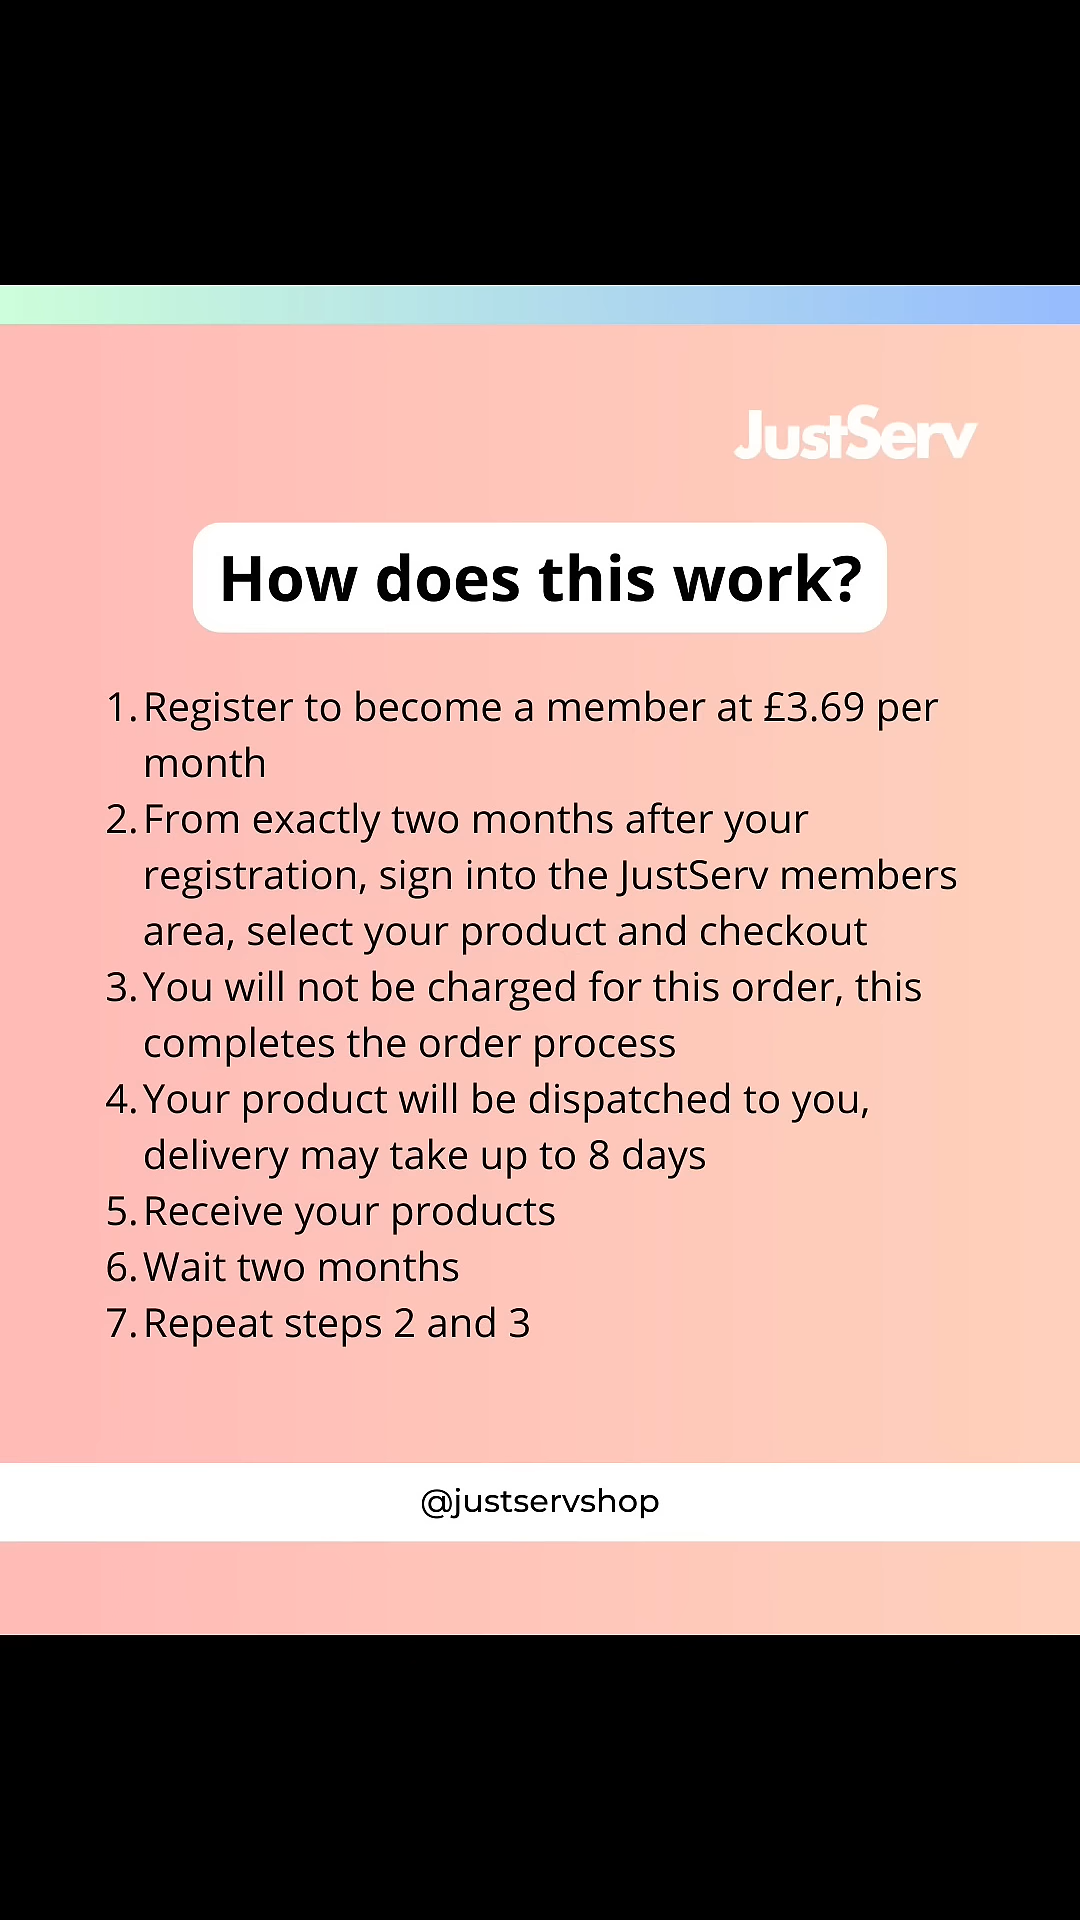 JustServ
How does this work?
1. Register to become a member at £3.69 per
month
2. From exactly two months after your
registration, sign into the JustServ members
area, select your product and checkout
3. You will not be charged for this order, this
completes the order process
4. Your product will be dispatched to you,
delivery may take up to 8 days
5. Receive your products
6. Wait two months
7. Repeat steps 2 and 3
@justservshop